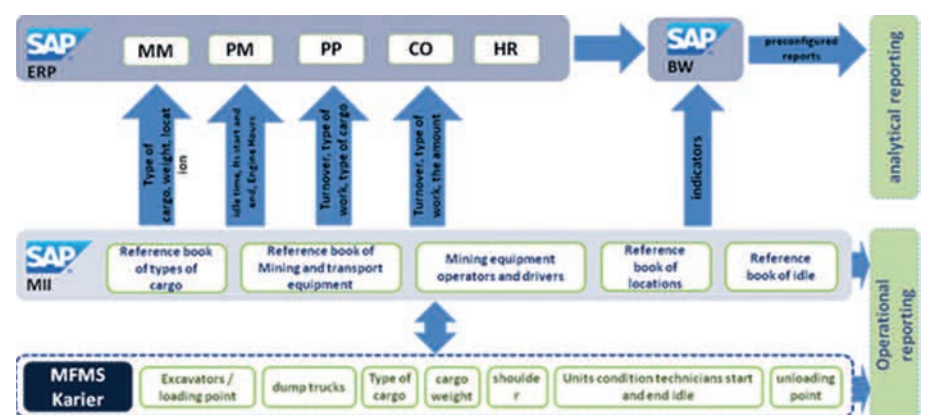 SAP
ERP
MM
PM
PP
CO
HR
SAP
BW
preconfigured
reports
analytical reporting
Type of
cargo, weight, locat
ion
idle time, its start and
end, Engine Hours
Turnover, type of
work, type of cargo
Turnover, type of
work, the amount
indicators
SAP
MII
Reference book
of types of
cargo
Reference book of
Mining and transport
equipment
Mining equipment
operators and drivers
Reference
book of
locations
Reference
book of idle
Operational
reporting
MFMS
Karier
Excavators /
loading point
dump trucks
Type of
cargo
cargo
weight
shoulde
r
Units condition technicians start
and end idle
unloading
point